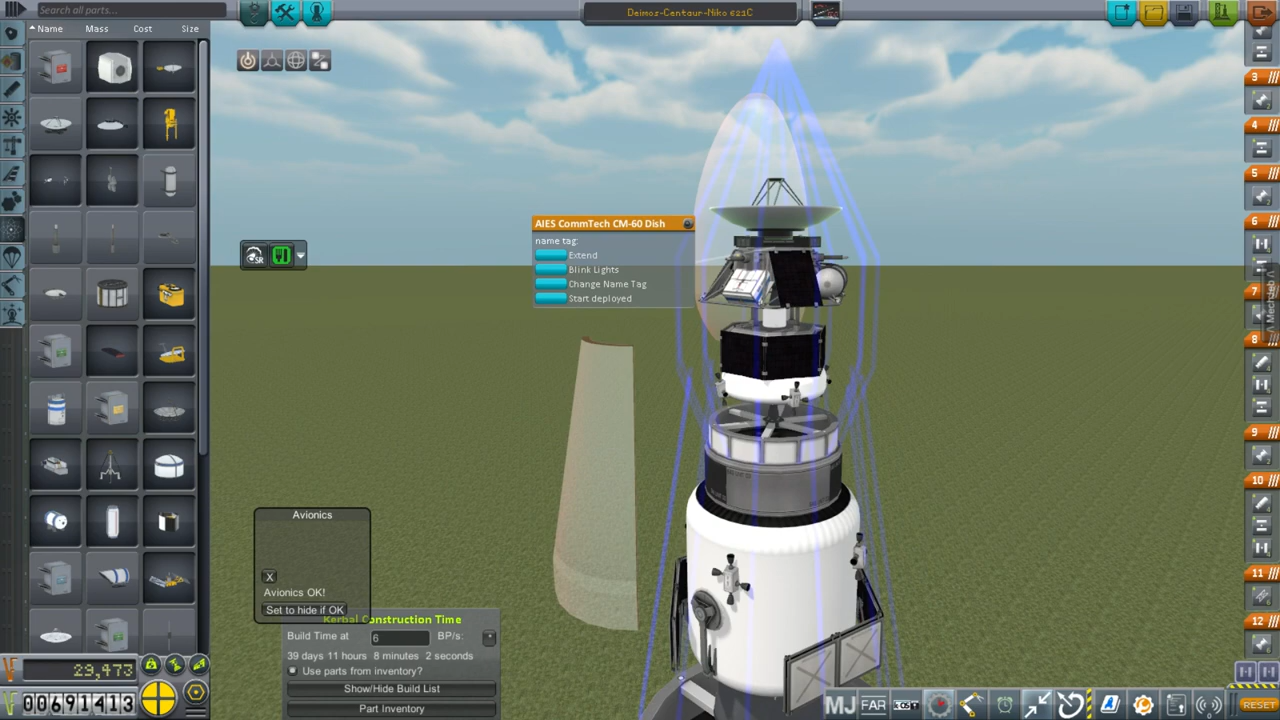 Search all parts...
Deimos-Centaur-Niko 621C
Name Mass Cost Size
AIES CommTech CM-60 Dish
name tag:
Extend
Blink Lights
Change Name Tag
Start deployed
SR
3
4
5
6
7
8
9
10
11
12
Avionics
X
Avionics OK!
Set to hide if OK
Kerbal Construction Time
Build Time at 6 BP/s:
39 days 11 hours 8 minutes 2 seconds
Use parts from inventory?
Show/Hide Build List
Part Inventory
29,473
00691413
MJ FAR kOS
RESET